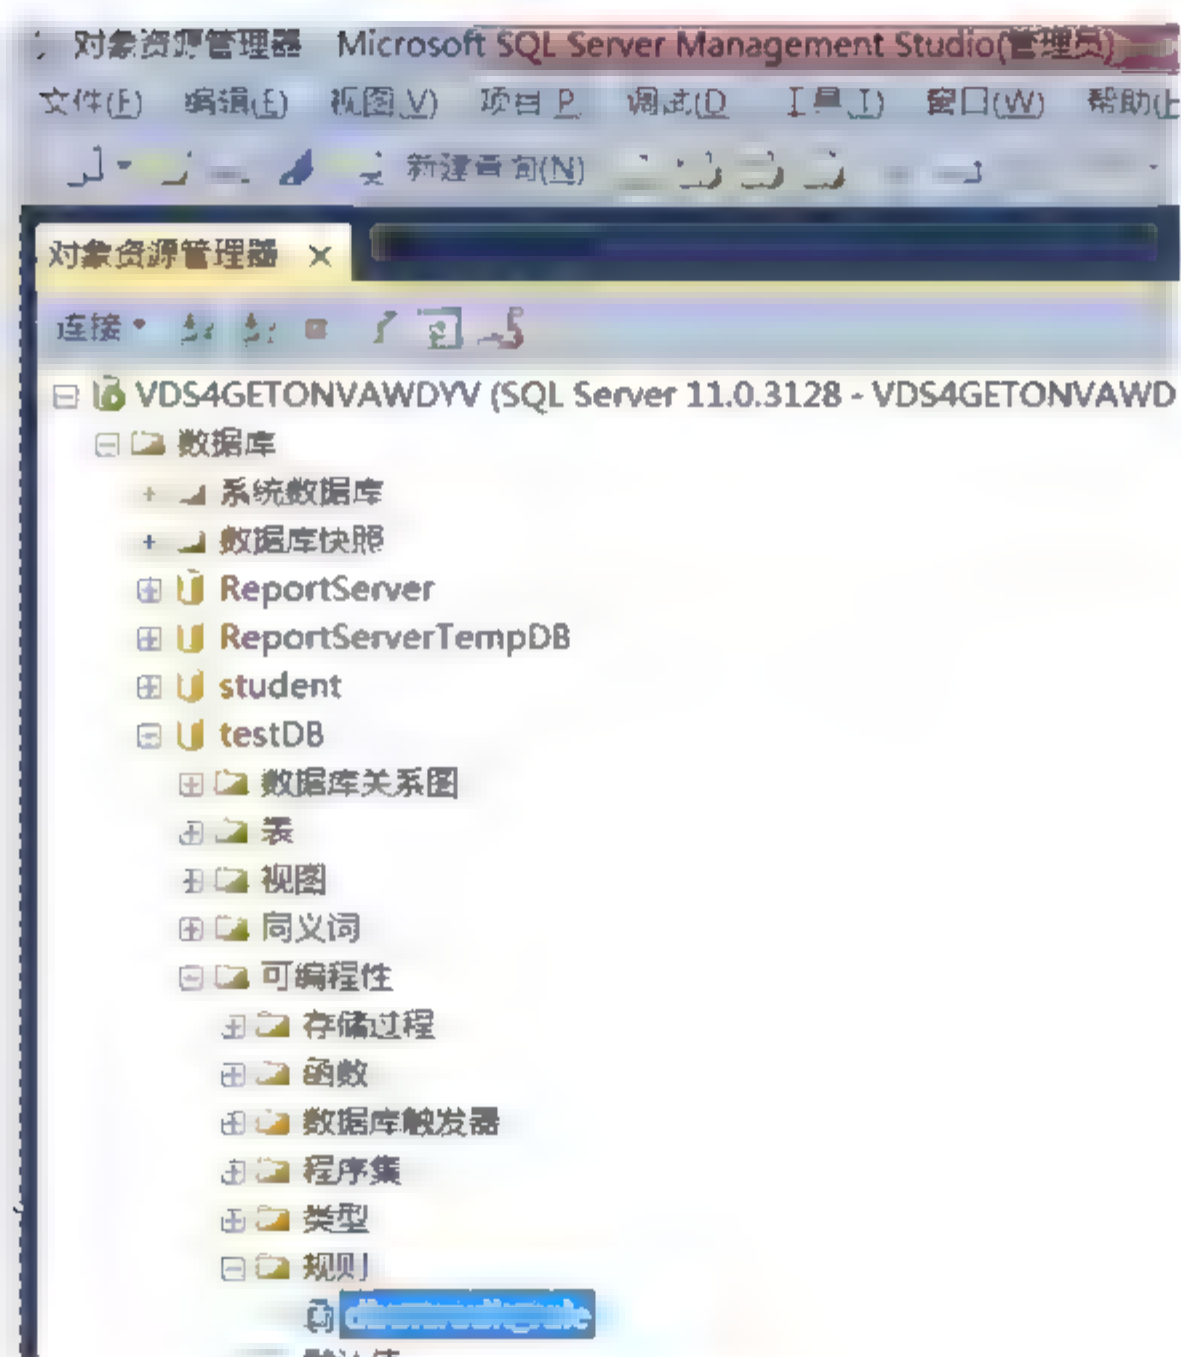 对象资源管理器 Microsoft SQL Server Management Studio(管理员)
文件(F) 编辑(E) 视图(V) 项目(P) 调试(D) 工具(T) 窗口(W) 帮助(H
新建查询(N)
对象资源管理器
连接
VDS4GETONVAWDYV (SQL Server 11.0.3128 - VDS4GETONVAWD
数据库
系统数据库
数据库快照
ReportServer
ReportServerTempDB
student
testDB
数据库关系图
表
视图
同义词
可编程性
存储过程
函数
数据库触发器
程序集
类型
规则
默认值